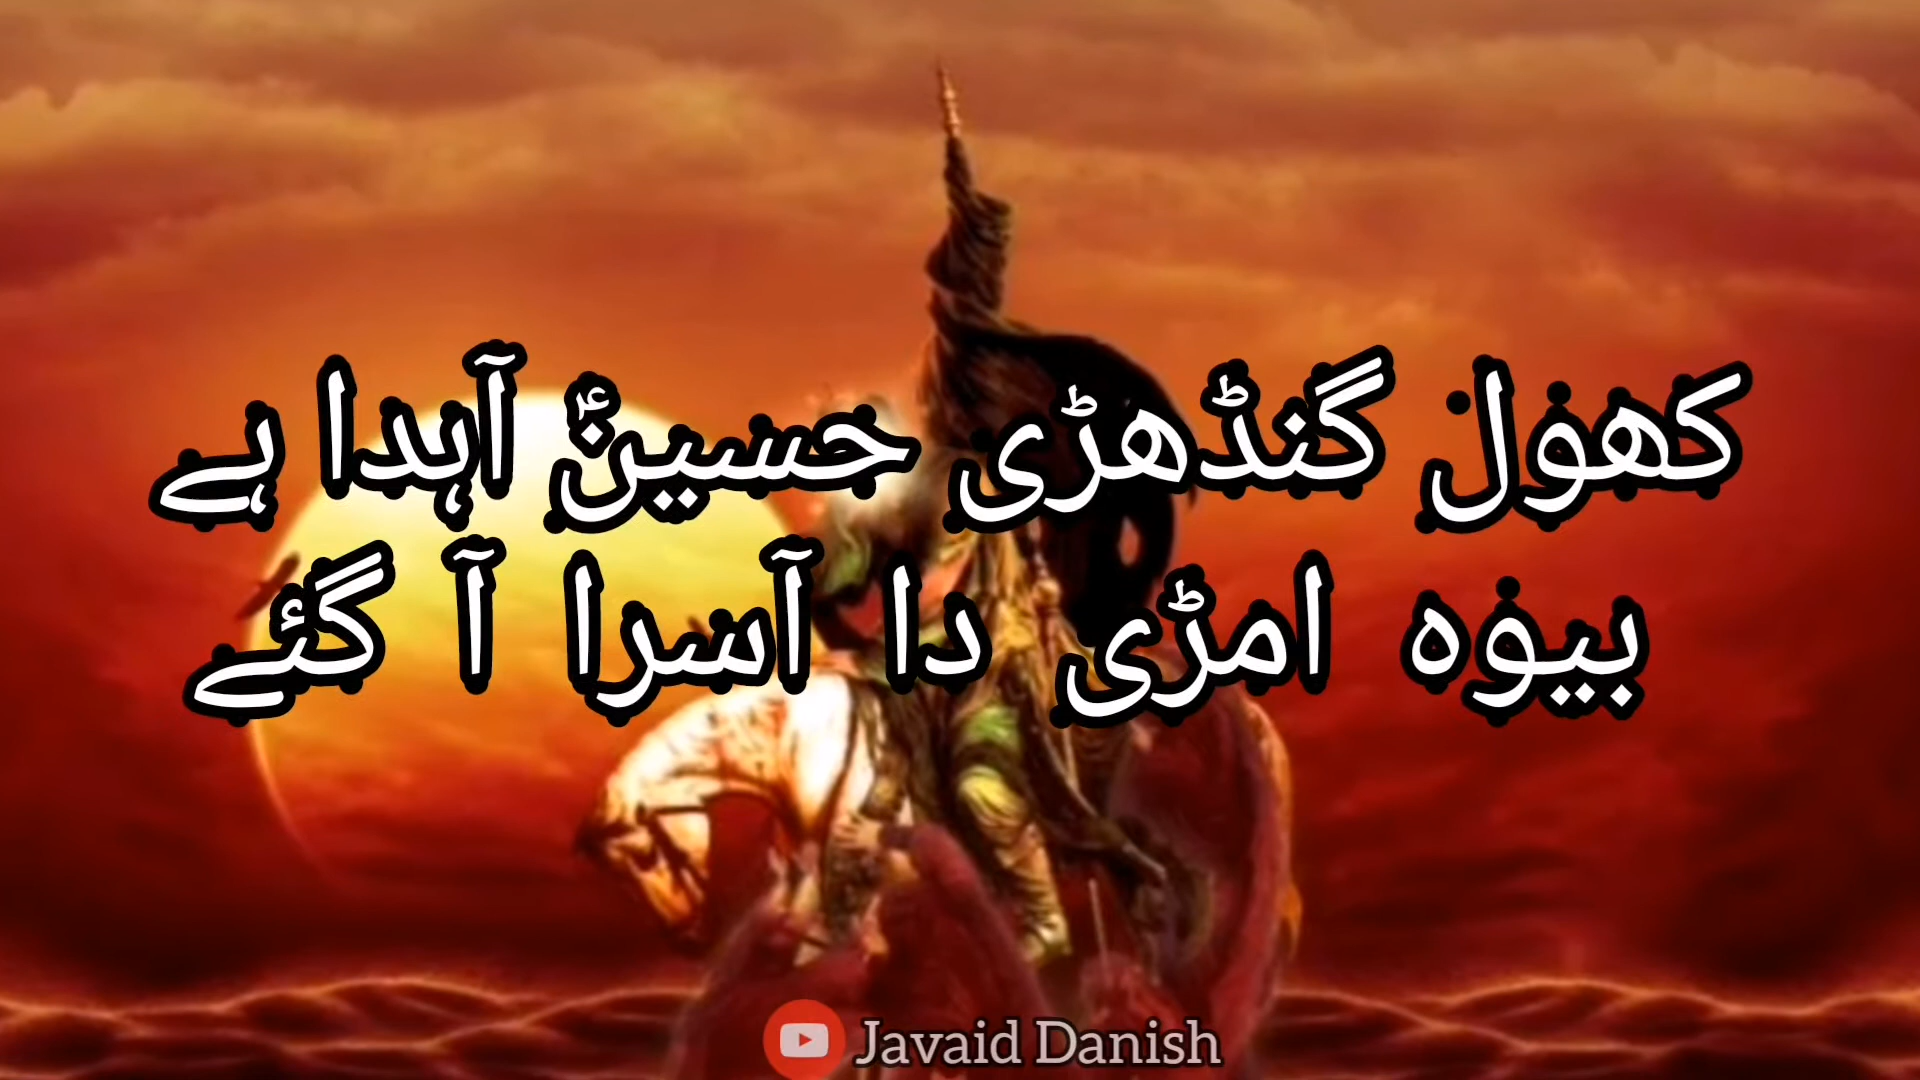 کھول گنڈھڑی حسینؑ آہدا ہے
بیوہ امڑی دا آسرا آ گئے
Javaid Danish